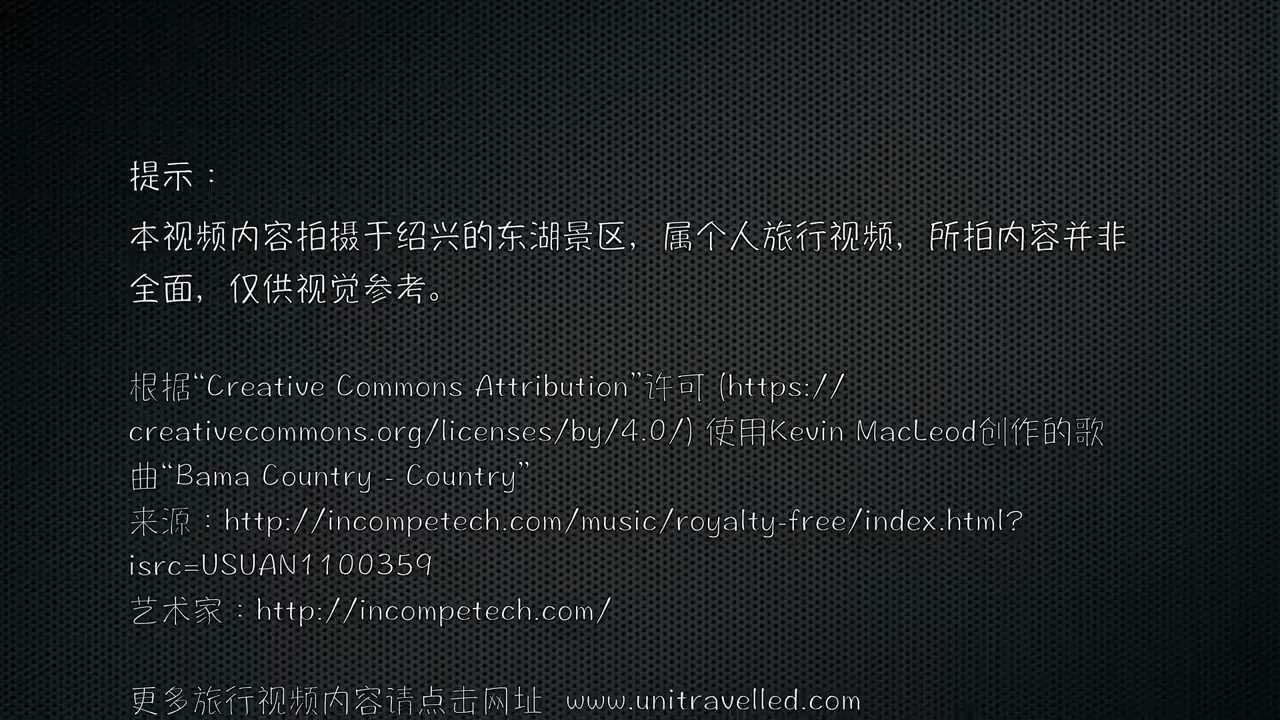 提示：
本视频内容拍摄于绍兴的东湖景区，属个人旅行视频，所拍内容并非
全面，仅供视觉参考。
根据“Creative Commons Attribution”许可 (https://
creativecommons.org/licenses/by/4.0/) 使用Kevin MacLeod创作的歌
曲“Bama Country - Country”
来源：http://incompetech.com/music/royalty-free/index.html?
isrc=USUAN1100359
艺术家：http://incompetech.com/
更多旅行视频内容请点击网址 www.unitravelled.com